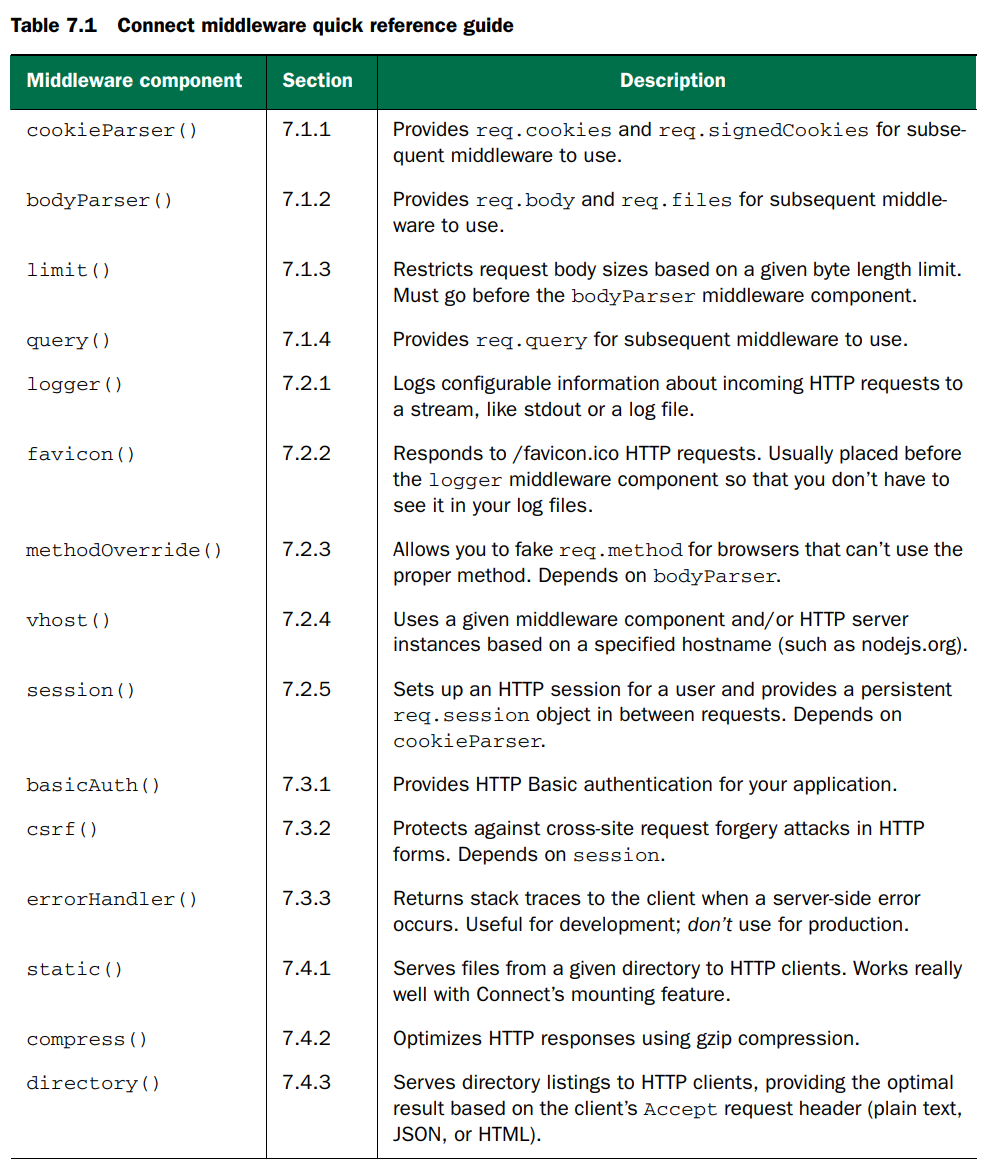 Table 7.1 Connect middleware quick reference guide
Middleware component Section Description
cookieParser() 7.1.1 Provides req.cookies and req.signedCookies for subse-
quent middleware to use.
bodyParser() 7.1.2 Provides req.body and req.files for subsequent middle-
ware to use.
limit() 7.1.3 Restricts request body sizes based on a given byte length limit.
Must go before the bodyParser middleware component.
query() 7.1.4 Provides req.query for subsequent middleware to use.
logger() 7.2.1 Logs configurable information about incoming HTTP requests to
a stream, like stdout or a log file.
favicon() 7.2.2 Responds to /favicon.ico HTTP requests. Usually placed before
the logger middleware component so that you don't have to
see it in your log files.
methodOverride() 7.2.3 Allows you to fake req.method for browsers that can't use the
proper method. Depends on bodyParser.
vhost() 7.2.4 Uses a given middleware component and/or HTTP server
instances based on a specified hostname (such as nodejs.org).
session() 7.2.5 Sets up an HTTP session for a user and provides a persistent
req.session object in between requests. Depends on
cookieParser.
basicAuth() 7.3.1 Provides HTTP Basic authentication for your application.
csrf() 7.3.2 Protects against cross-site request forgery attacks in HTTP
forms. Depends on session.
errorHandler() 7.3.3 Returns stack traces to the client when a server-side error
occurs. Useful for development; don't use for production.
static() 7.4.1 Serves files from a given directory to HTTP clients. Works really
well with Connect's mounting feature.
compress() 7.4.2 Optimizes HTTP responses using gzip compression.
directory() 7.4.3 Serves directory listings to HTTP clients, providing the optimal
result based on the client's Accept request header (plain text,
JSON, or HTML).